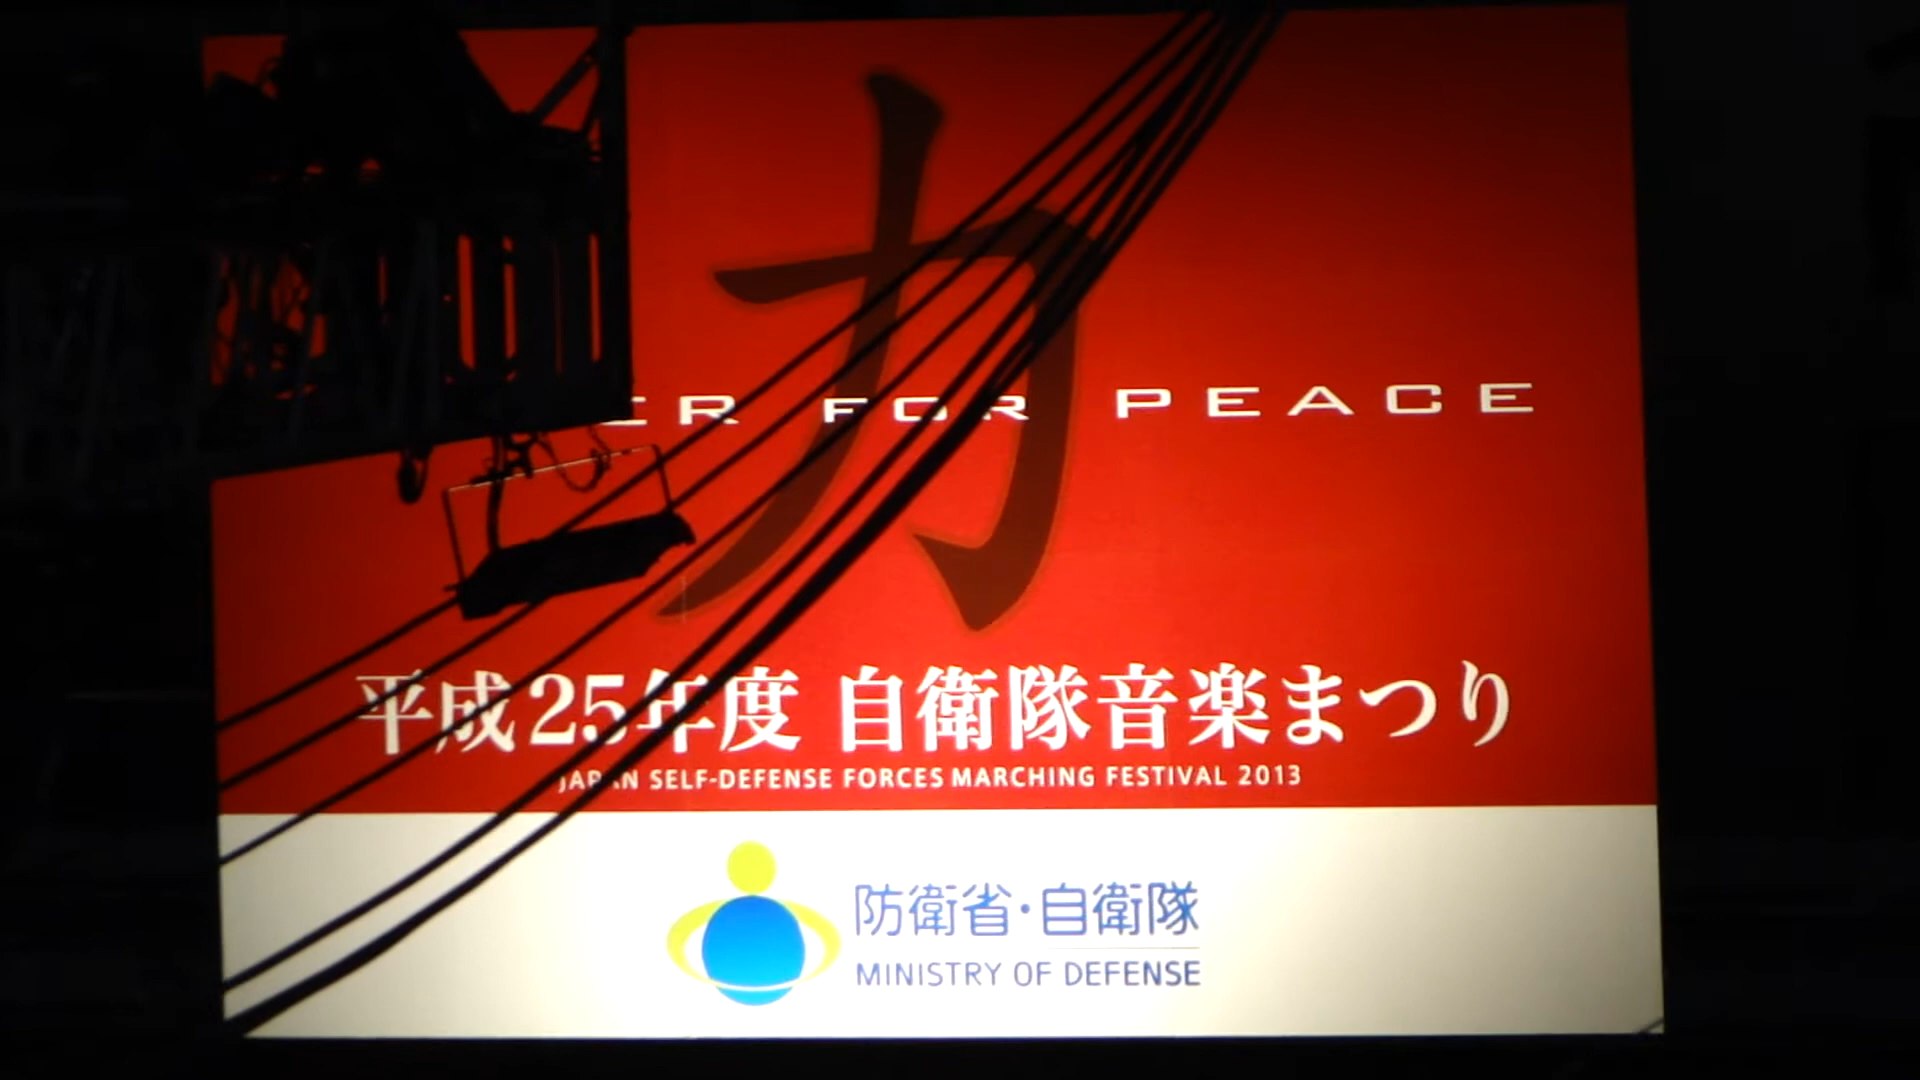 力
FOR PEACE
平成25年度 自衛隊音楽まつり
JAPAN SELF-DEFENSE FORCES MARCHING FESTIVAL 2013
防衛省・自衛隊
MINISTRY OF DEFENSE